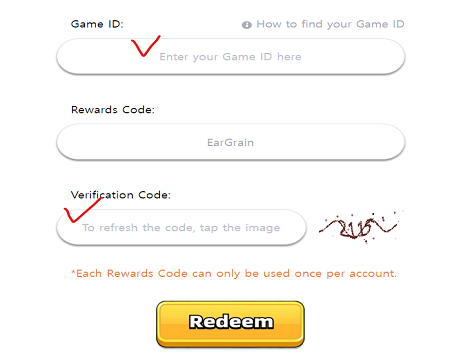 Game ID:
How to find your Game ID
Enter your Game ID here
Rewards Code:
EarGrain
Verification Code:
To refresh the code, tap the image
*Each Rewards Code can only be used once per account.
Redeem